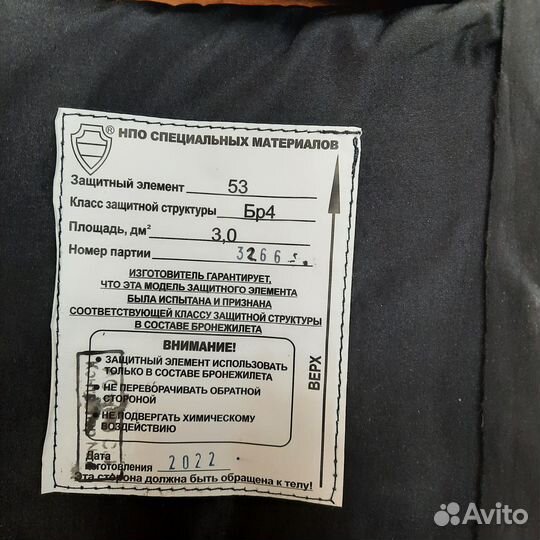 ® НПО СПЕЦИАЛЬНЫХ МАТЕРИАЛОВ
Защитный элемент 53
Класс защитной структуры Бр4
Площадь, дм² 3,0
Номер партии 3266
ИЗГОТОВИТЕЛЬ ГАРАНТИРУЕТ,
ЧТО ЭТА МОДЕЛЬ ЗАЩИТНОГО ЭЛЕМЕНТА
БЫЛА ИСПЫТАНА И ПРИЗНАНА
СООТВЕТСТВУЮЩЕЙ КЛАССУ ЗАЩИТНОЙ СТРУКТУРЫ
В СОСТАВЕ БРОНЕЖИЛЕТА
ВНИМАНИЕ!
• ЗАЩИТНЫЙ ЭЛЕМЕНТ ИСПОЛЬЗОВАТЬ
ТОЛЬКО В СОСТАВЕ БРОНЕЖИЛЕТА
• НЕ ПЕРЕВОРАЧИВАТЬ ОБРАТНОЙ
СТОРОНОЙ
• НЕ ПОДВЕРГАТЬ ХИМИЧЕСКОМУ
ВОЗДЕЙСТВИЮ
Дата
изготовления 2022
Эта сторона должна быть обращена к телу!
ВЕРХ
Avito